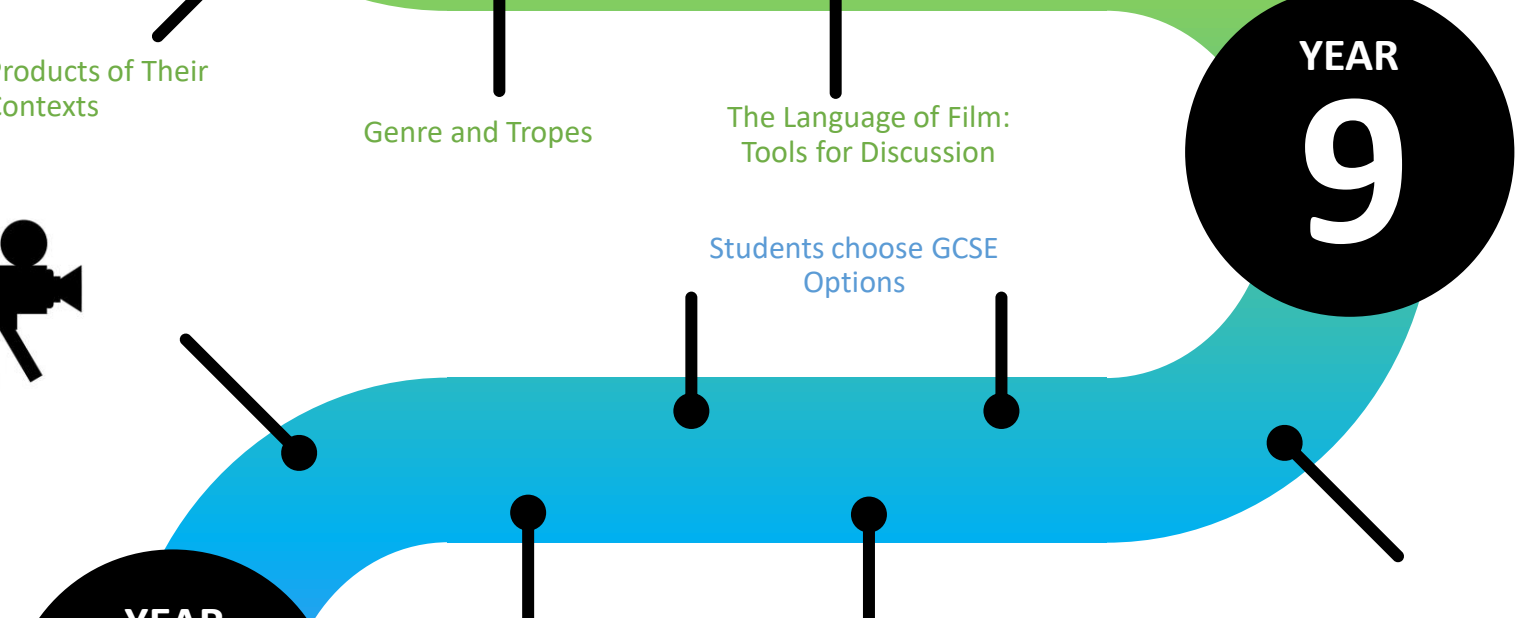 roducts of Their
ontexts
Genre and Tropes
The Language of Film:
Tools for Discussion
YEAR
9
Students choose GCSE
Options
YEAR